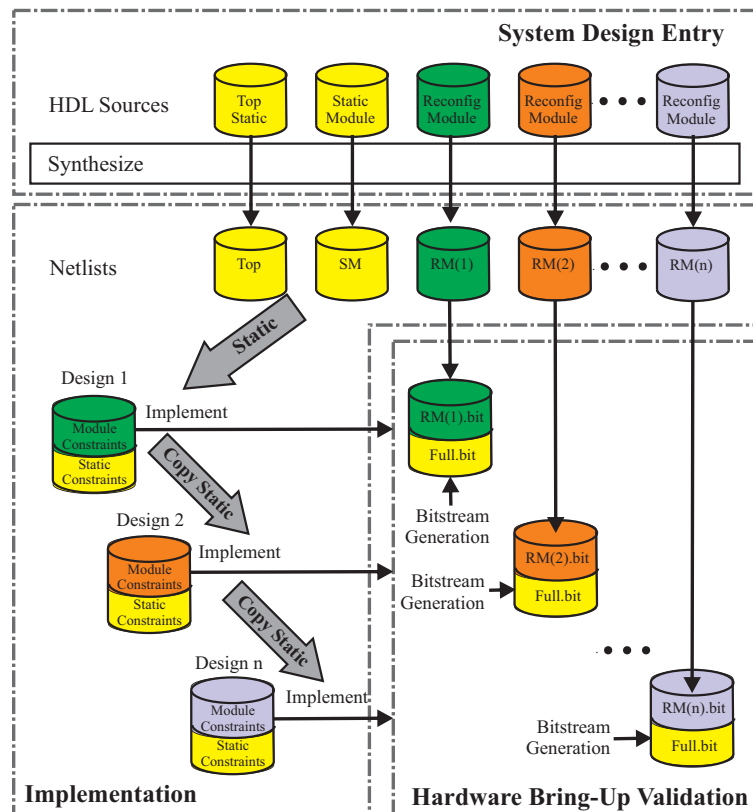 System Design Entry
HDL Sources
Top
Static
Static
Module
Reconfig
Module
Reconfig
Module
Reconfig
Module
Synthesize
Netlists
Top
SM
RM(1)
RM(2)
RM(n)
Static
Design 1
Implement
Module
Constraints
Static
Constraints
RM(1).bit
Full.bit
Copy Static
Bitstream
Generation
Design 2
Implement
Module
Constraints
Static
Constraints
RM(2).bit
Full.bit
Bitstream
Generation
Copy Static
Design n
Implement
Module
Constraints
Static
Constraints
RM(n).bit
Full.bit
Bitstream
Generation
Implementation
Hardware Bring-Up Validation